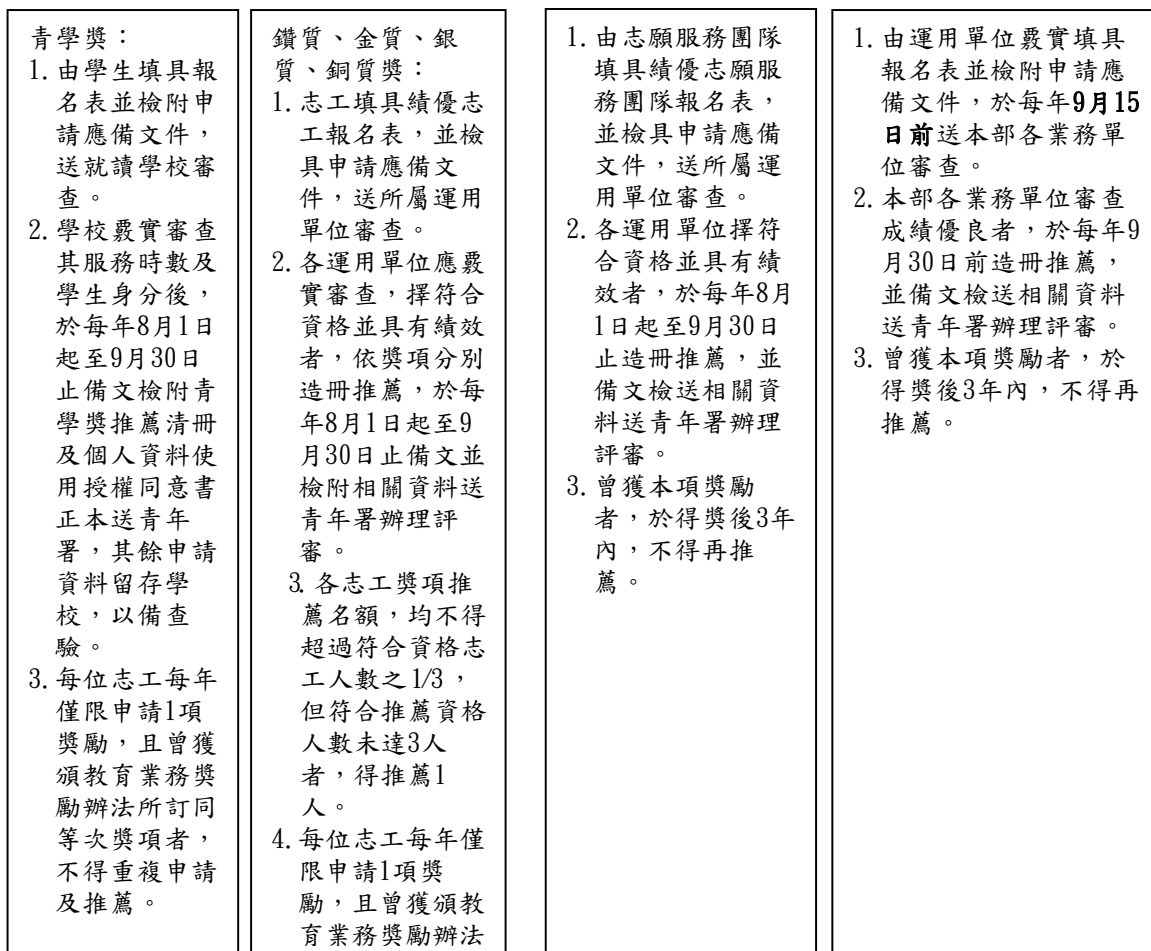 青學獎：
1.由學生填具報
名表並檢附申
請應備文件，
送就讀學校審
查。
2.學校覈實審查
其服務時數及
學生身分後，
於每年8月1日
起至9月30日
止備文檢附青
學獎推薦清冊
及個人資料使
用授權同意書
正本送青年
署，其餘申請
資料留存學
校，以備查
驗。
3.每位志工每年
僅限申請1項
獎勵，且曾獲
頒教育業務獎
勵辦法所訂同
等次獎項者，
不得重複申請
及推薦。
鑽質、金質、銀
質、銅質獎：
1.志工填具績優志
工報名表，並檢
具申請應備文
件，送所屬運用
單位審查。
2.各運用單位應覈
實審查，擇符合
資格並具有績效
者，依獎項分別
造冊推薦，於每
年8月1日起至9
月30日止備文並
檢附相關資料送
青年署辦理評
審。
3.各志工獎項推
薦名額，均不得
超過符合資格志
工人數之1/3，
但符合推薦資格
人數未達3人
者，得推薦1
人。
4.每位志工每年僅
限申請1項獎
勵，且曾獲頒教
育業務獎勵辦法
1.由志願服務團隊
填具績優志願服
務團隊報名表，
並檢具申請應備
文件，送所屬運
用單位審查。
2.各運用單位擇符
合資格並具有績
效者，於每年8月
1日起至9月30日
止造冊推薦，並
備文檢送相關資
料送青年署辦理
評審。
3.曾獲本項獎勵
者，於得獎後3年
內，不得再推
薦。
1.由運用單位覈實填具
報名表並檢附申請應
備文件，於每年9月15
日前送本部各業務單
位審查。
2.本部各業務單位審查
成績優良者，於每年9
月30日前造冊推薦，
並備文檢送相關資料
送青年署辦理評審。
3.曾獲本項獎勵者，於
得獎後3年內，不得再
推薦。